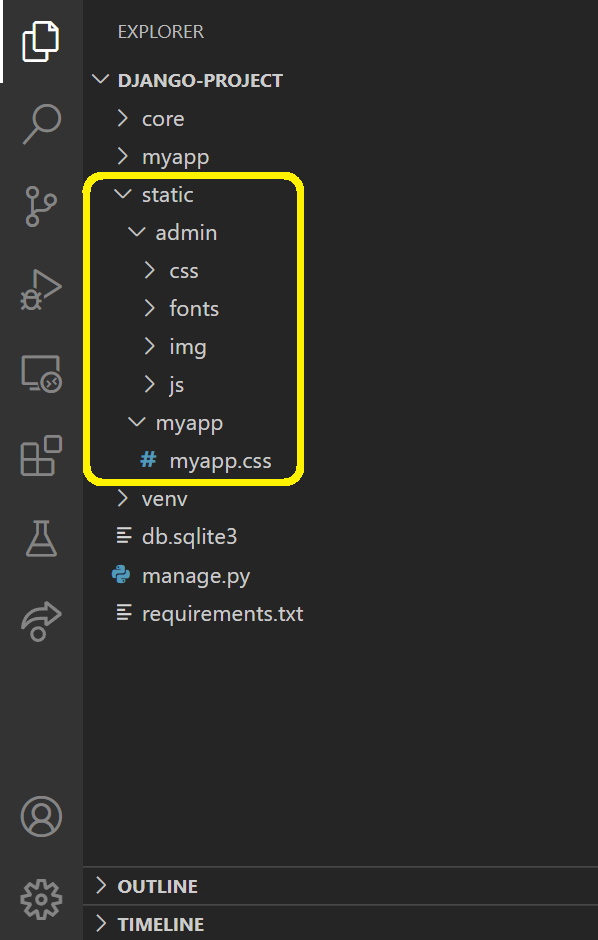 EXPLORER
DJANGO-PROJECT
core
myapp
static
admin
css
fonts
img
js
myapp
# myapp.css
venv
db.sqlite3
manage.py
requirements.txt
OUTLINE
TIMELINE